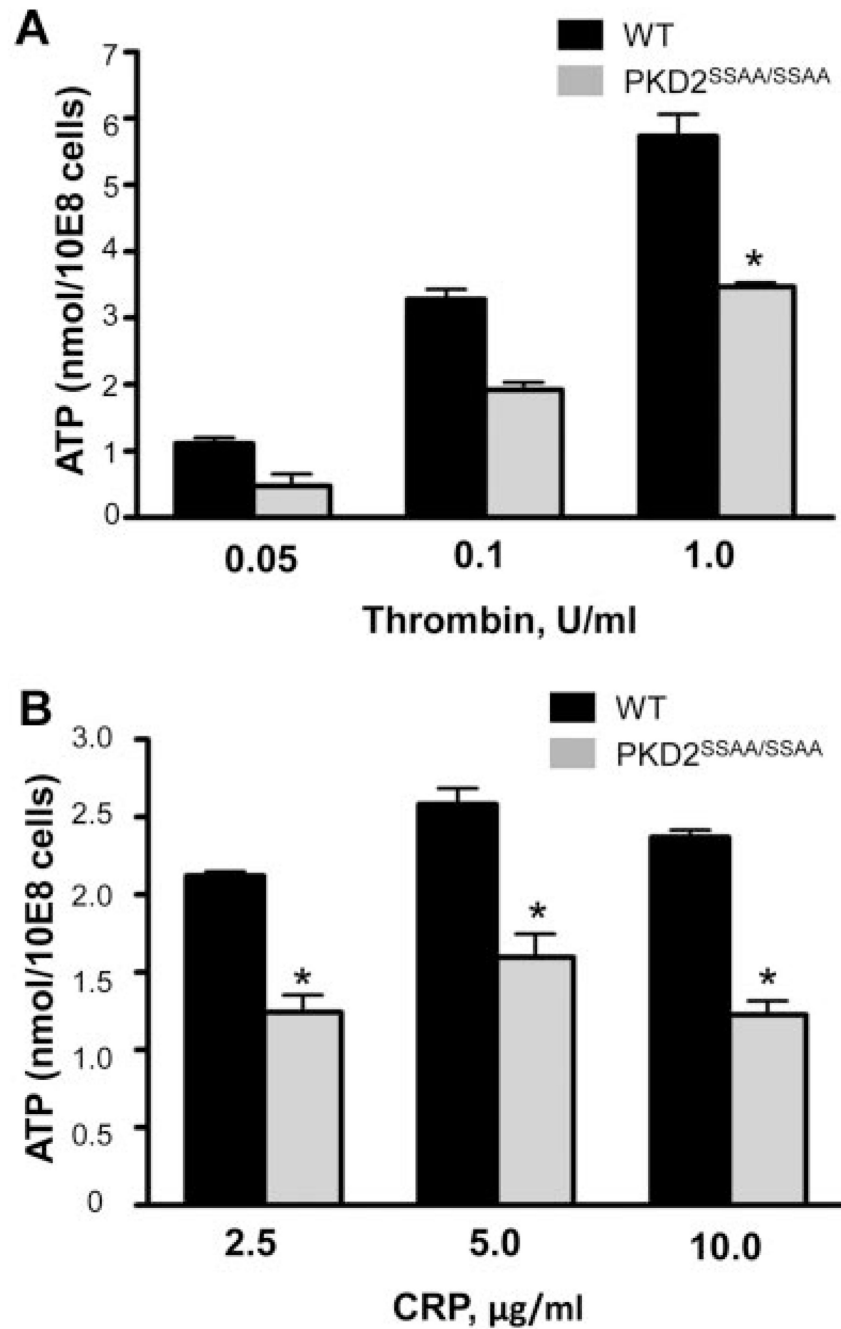 A
WT
PKD2SSAA/SSAA
ATP (nmol/10E8 cells)
7
6
5
4
3
2
1
0
*
0.05 0.1 1.0
Thrombin, U/ml
B
WT
PKD2SSAA/SSAA
ATP (nmol/10E8 cells)
3.0
2.5
2.0
1.5
1.0
0.5
0
* * *
2.5 5.0 10.0
CRP, µg/ml